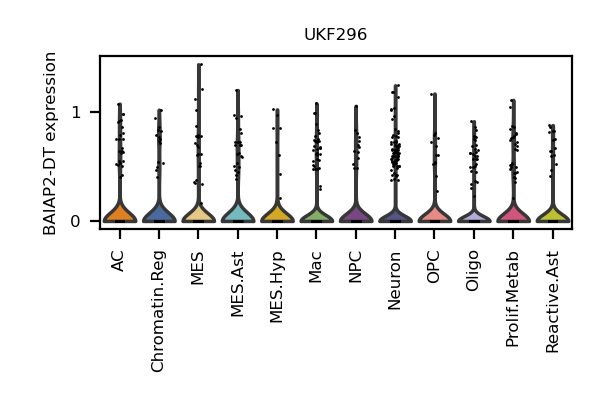 UKF296
BAIAP2-DT expression
1
0
AC
Chromatin.Reg
MES
MES.Ast
MES.Hyp
Mac
NPC
Neuron
OPC
Oligo
Prolif.Metab
Reactive.Ast